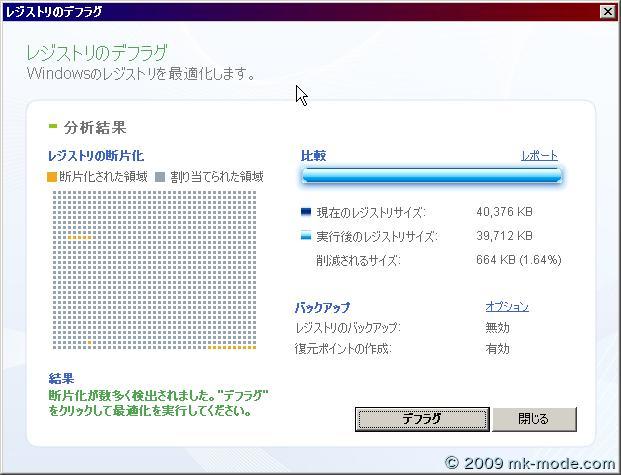 レジストリのデフラグ
レジストリのデフラグ
Windowsのレジストリを最適化します。
分析結果
レジストリの断片化
断片化された領域 割り当てられた領域
比較 レポート
現在のレジストリサイズ: 40,376 KB
実行後のレジストリサイズ: 39,712 KB
削減されるサイズ: 664 KB (1.64%)
バックアップ オプション
レジストリのバックアップ: 無効
復元ポイントの作成: 有効
結果
断片化が数多く検出されました。"デフラグ"
をクリックして最適化を実行してください。
デフラグ 閉じる
© 2009 mk-mode.com